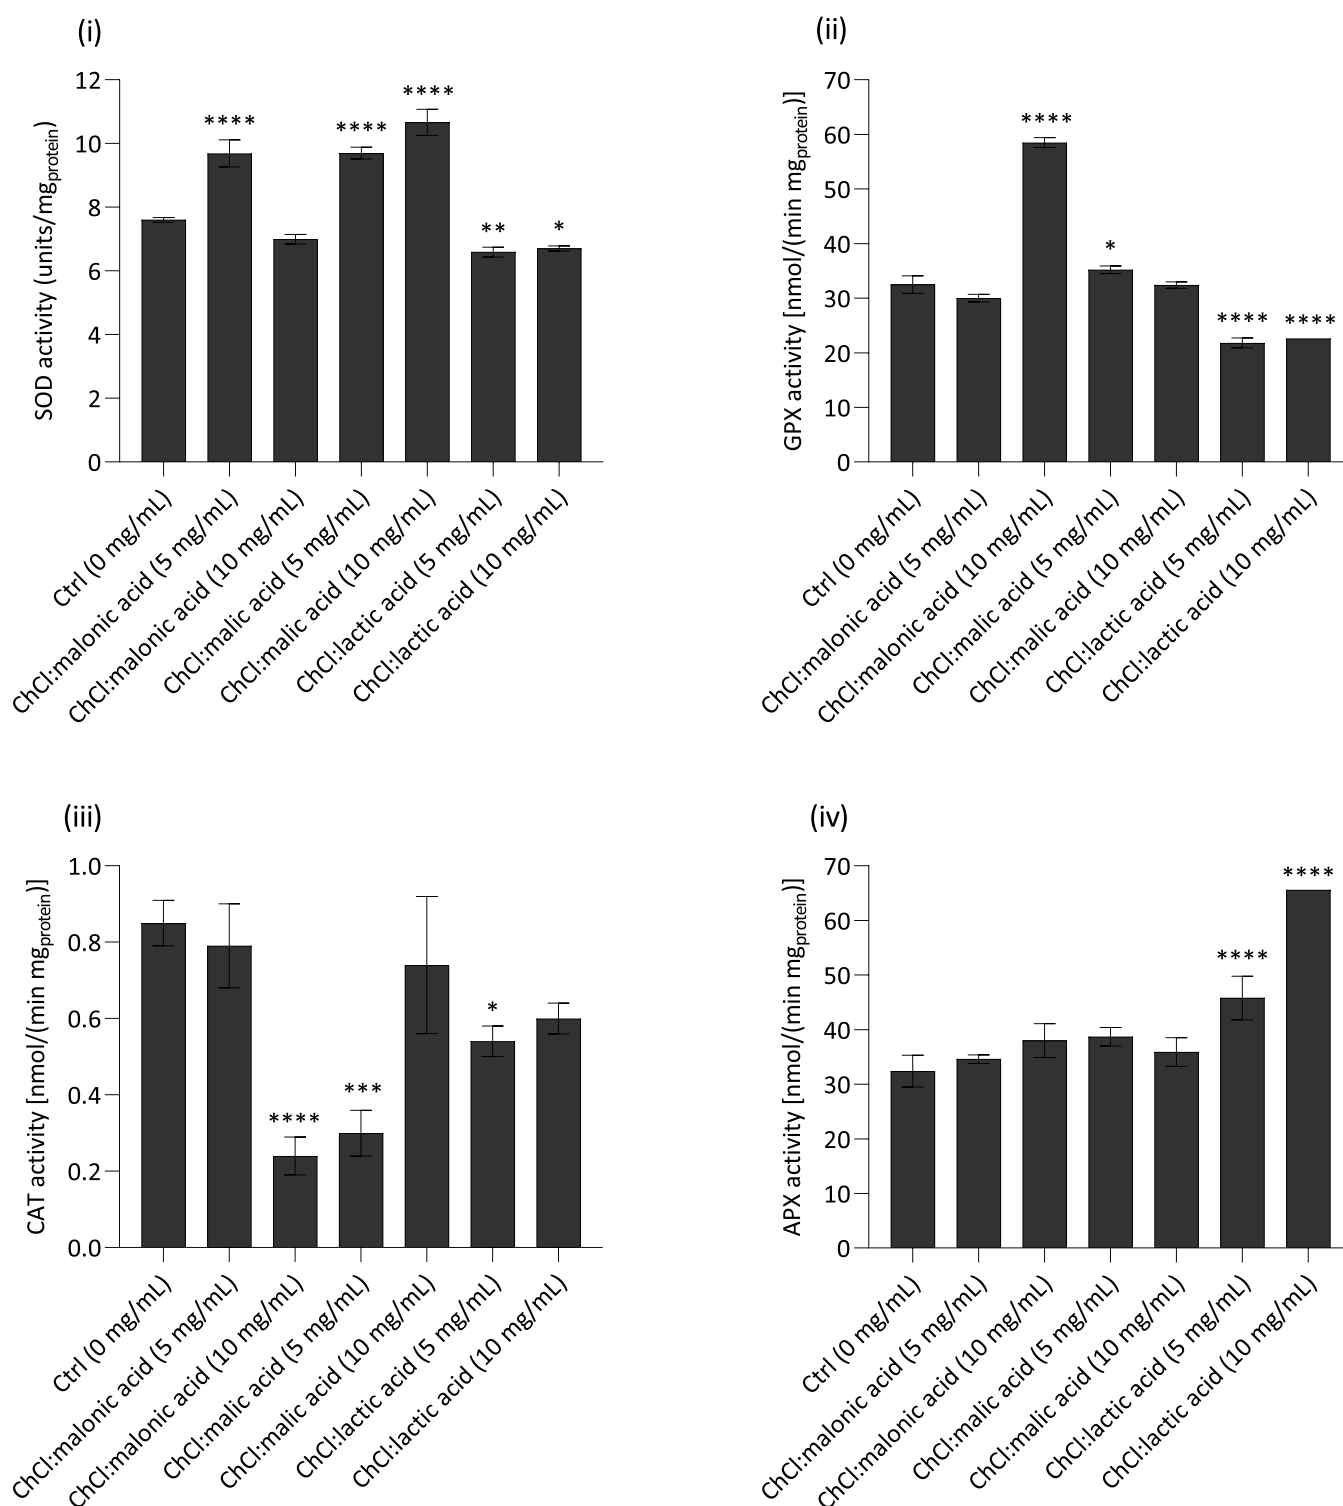 (i)
SOD activity (units/mgprotein)
12
10
8
6
4
2
0
****
****
****
**
*
Ctrl (0 mg/mL)
ChCl:malonic acid (5 mg/mL)
ChCl:malonic acid (10 mg/mL)
ChCl:malic acid (5 mg/mL)
ChCl:malic acid (10 mg/mL)
ChCl:lactic acid (5 mg/mL)
ChCl:lactic acid (10 mg/mL)
(ii)
GPX activity [nmol/(min mgprotein)]
70
60
50
40
30
20
10
0
****
*
****
****
Ctrl (0 mg/mL)
ChCl:malonic acid (5 mg/mL)
ChCl:malonic acid (10 mg/mL)
ChCl:malic acid (5 mg/mL)
ChCl:malic acid (10 mg/mL)
ChCl:lactic acid (5 mg/mL)
ChCl:lactic acid (10 mg/mL)
(iii)
CAT activity [nmol/(min mgprotein)]
1.0
0.8
0.6
0.4
0.2
0.0
****
***
*
Ctrl (0 mg/mL)
ChCl:malonic acid (5 mg/mL)
ChCl:malonic acid (10 mg/mL)
ChCl:malic acid (5 mg/mL)
ChCl:malic acid (10 mg/mL)
ChCl:lactic acid (5 mg/mL)
ChCl:lactic acid (10 mg/mL)
(iv)
APX activity [nmol/(min mgprotein)]
70
60
50
40
30
20
10
0
****
****
Ctrl (0 mg/mL)
ChCl:malonic acid (5 mg/mL)
ChCl:malonic acid (10 mg/mL)
ChCl:malic acid (5 mg/mL)
ChCl:malic acid (10 mg/mL)
ChCl:lactic acid (5 mg/mL)
ChCl:lactic acid (10 mg/mL)